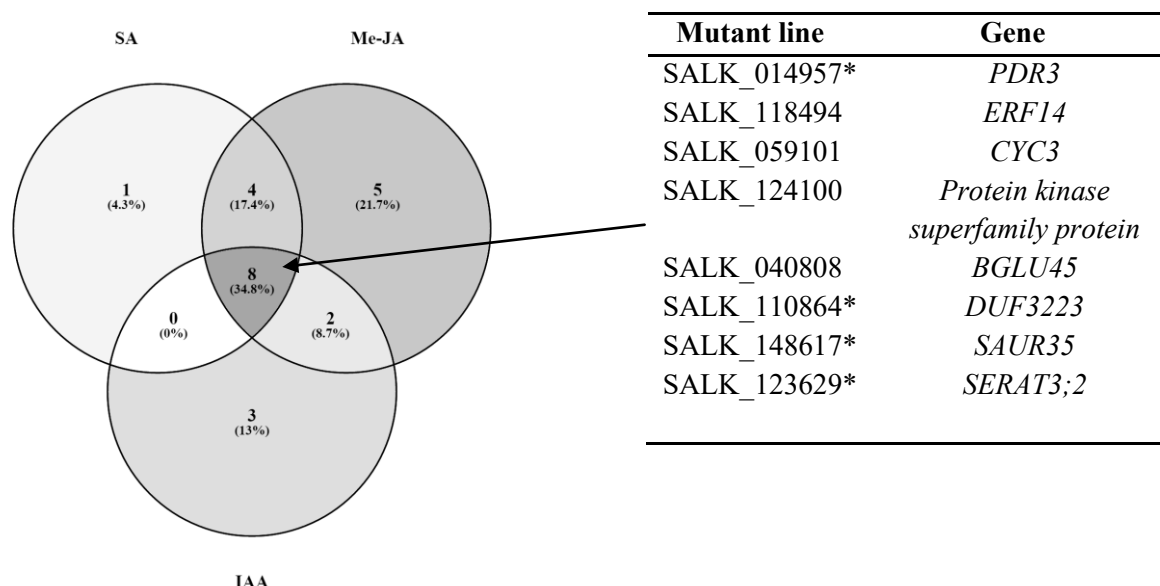 SA
Me-JA
1
(4.3%)
4
(17.4%)
5
(21.7%)
8
(34.8%)
0
(0%)
2
(8.7%)
3
(13%)
IAA
Mutant line Gene
SALK_014957* PDR3
SALK_118494 ERF14
SALK_059101 CYC3
SALK_124100 Protein kinase
superfamily protein
SALK_040808 BGLU45
SALK_110864* DUF3223
SALK_148617* SAUR35
SALK_123629* SERAT3;2